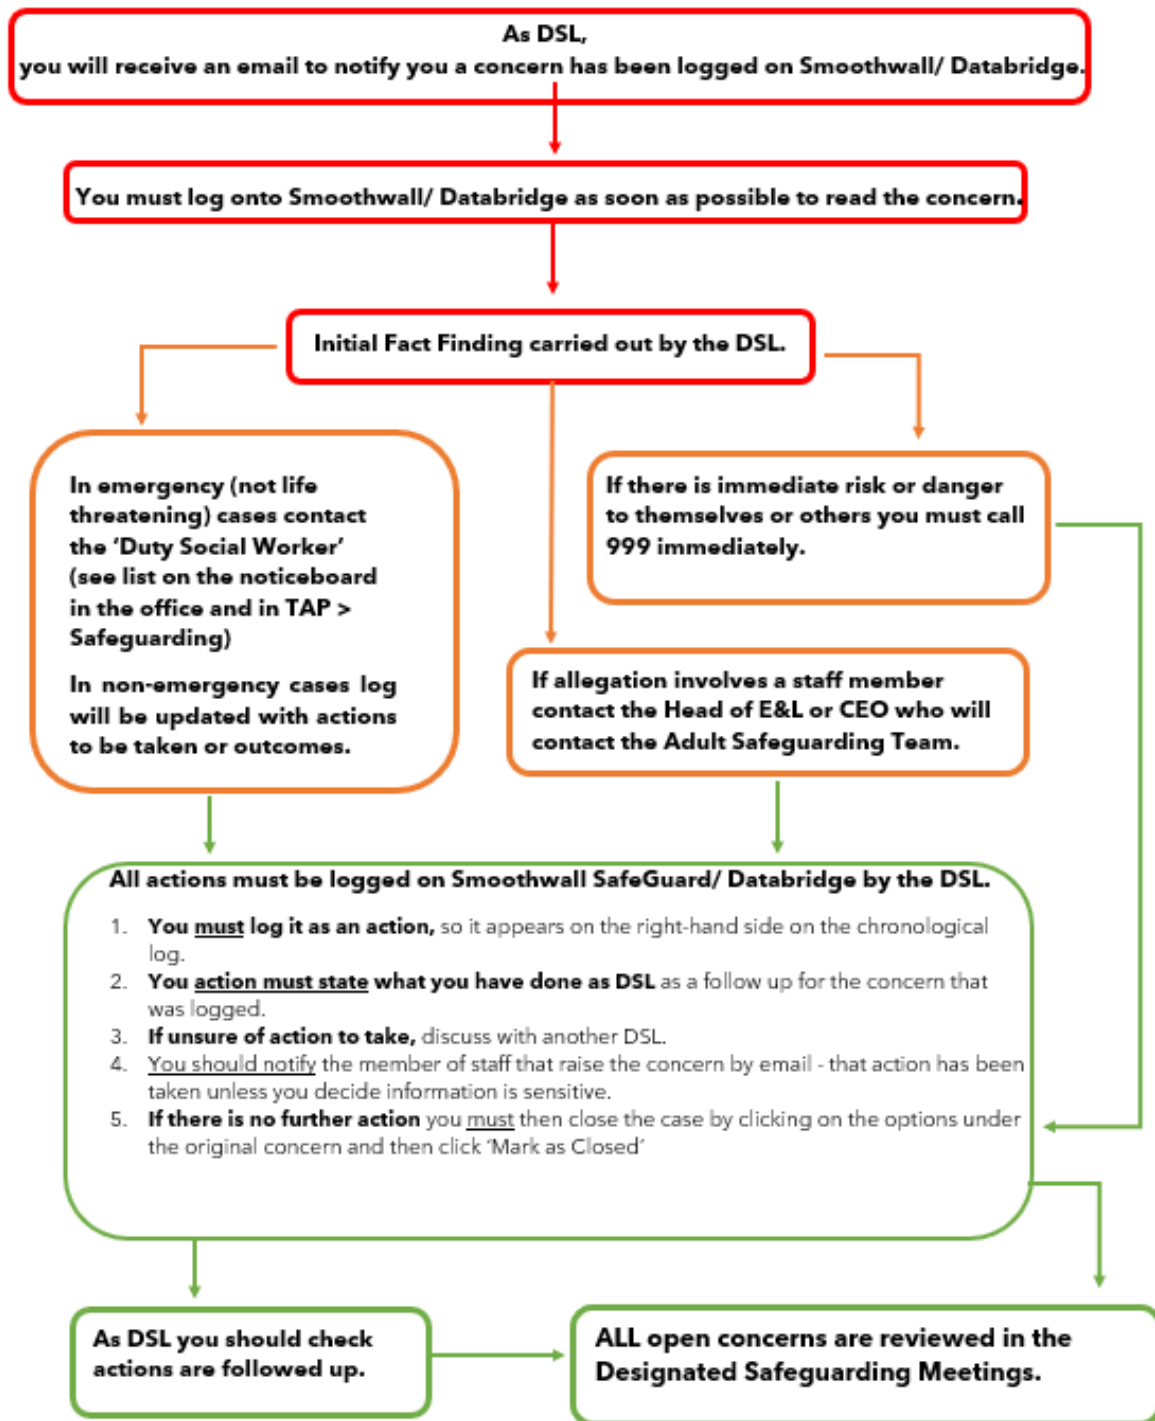 As DSL,
you will receive an email to notify you a concern has been logged on Smoothwall/ Databridge.
You must log onto Smoothwall/ Databridge as soon as possible to read the concern.
Initial Fact Finding carried out by the DSL.
In emergency (not life
threatening) cases contact
the ‘Duty Social Worker’
(see list on the noticeboard
in the office and in TAP >
Safeguarding)
In non-emergency cases log
will be updated with actions
to be taken or outcomes.
If there is immediate risk or danger
to themselves or others you must call
999 immediately.
If allegation involves a staff member
contact the Head of E&L or CEO who will
contact the Adult Safeguarding Team.
All actions must be logged on Smoothwall SafeGuard/ Databridge by the DSL.
1. You must log it as an action, so it appears on the right-hand side on the chronological
log.
2. You action must state what you have done as DSL as a follow up for the concern that
was logged.
3. If unsure of action to take, discuss with another DSL.
4. You should notify the member of staff that raise the concern by email - that action has been
taken unless you decide information is sensitive.
5. If there is no further action you must then close the case by clicking on the options under
the original concern and then click ‘Mark as Closed’
As DSL you should check
actions are followed up.
ALL open concerns are reviewed in the
Designated Safeguarding Meetings.